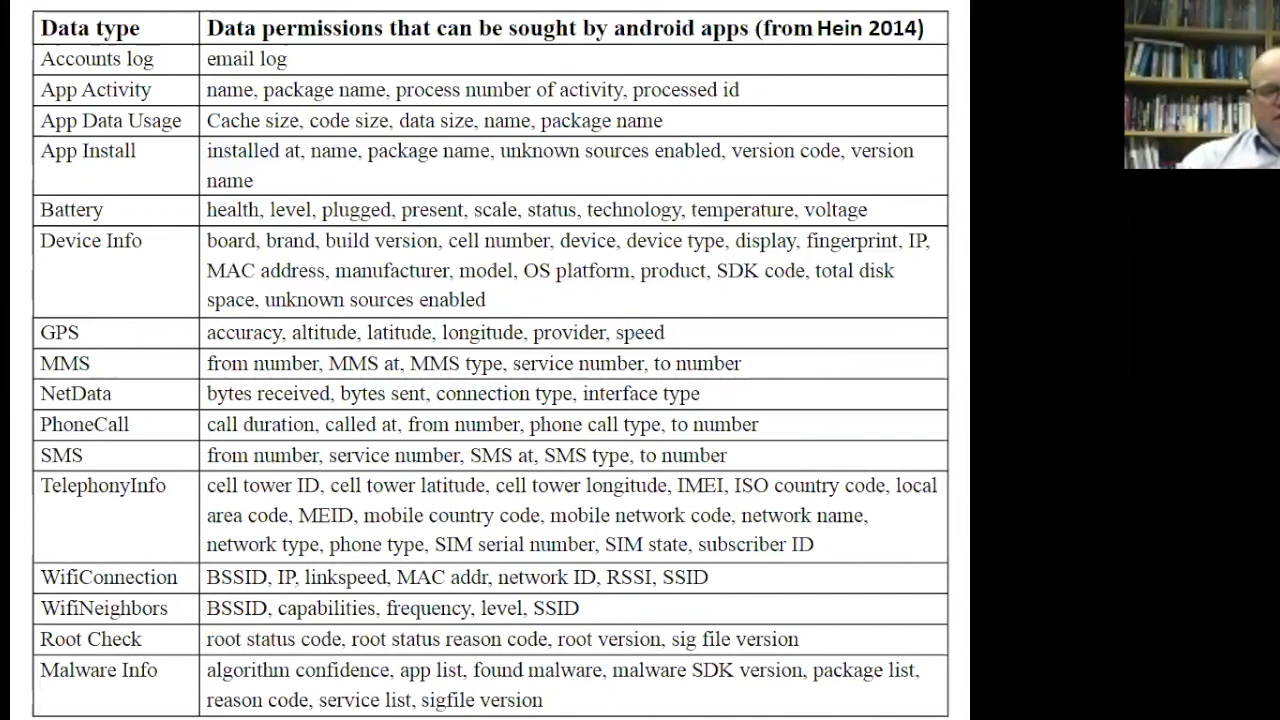 Data type Data permissions that can be sought by android apps (from Hein 2014)
Accounts log email log
App Activity name, package name, process number of activity, processed id
App Data Usage Cache size, code size, data size, name, package name
App Install installed at, name, package name, unknown sources enabled, version code, version
name
Battery health, level, plugged, present, scale, status, technology, temperature, voltage
Device Info board, brand, build version, cell number, device, device type, display, fingerprint, IP,
MAC address, manufacturer, model, OS platform, product, SDK code, total disk
space, unknown sources enabled
GPS accuracy, altitude, latitude, longitude, provider, speed
MMS from number, MMS at, MMS type, service number, to number
NetData bytes received, bytes sent, connection type, interface type
PhoneCall call duration, called at, from number, phone call type, to number
SMS from number, service number, SMS at, SMS type, to number
TelephonyInfo cell tower ID, cell tower latitude, cell tower longitude, IMEI, ISO country code, local
area code, MEID, mobile country code, mobile network code, network name,
network type, phone type, SIM serial number, SIM state, subscriber ID
WifiConnection BSSID, IP, linkspeed, MAC addr, network ID, RSSI, SSID
WifiNeighbors BSSID, capabilities, frequency, level, SSID
Root Check root status code, root status reason code, root version, sig file version
Malware Info algorithm confidence, app list, found malware, malware SDK version, package list,
reason code, service list, sigfile version